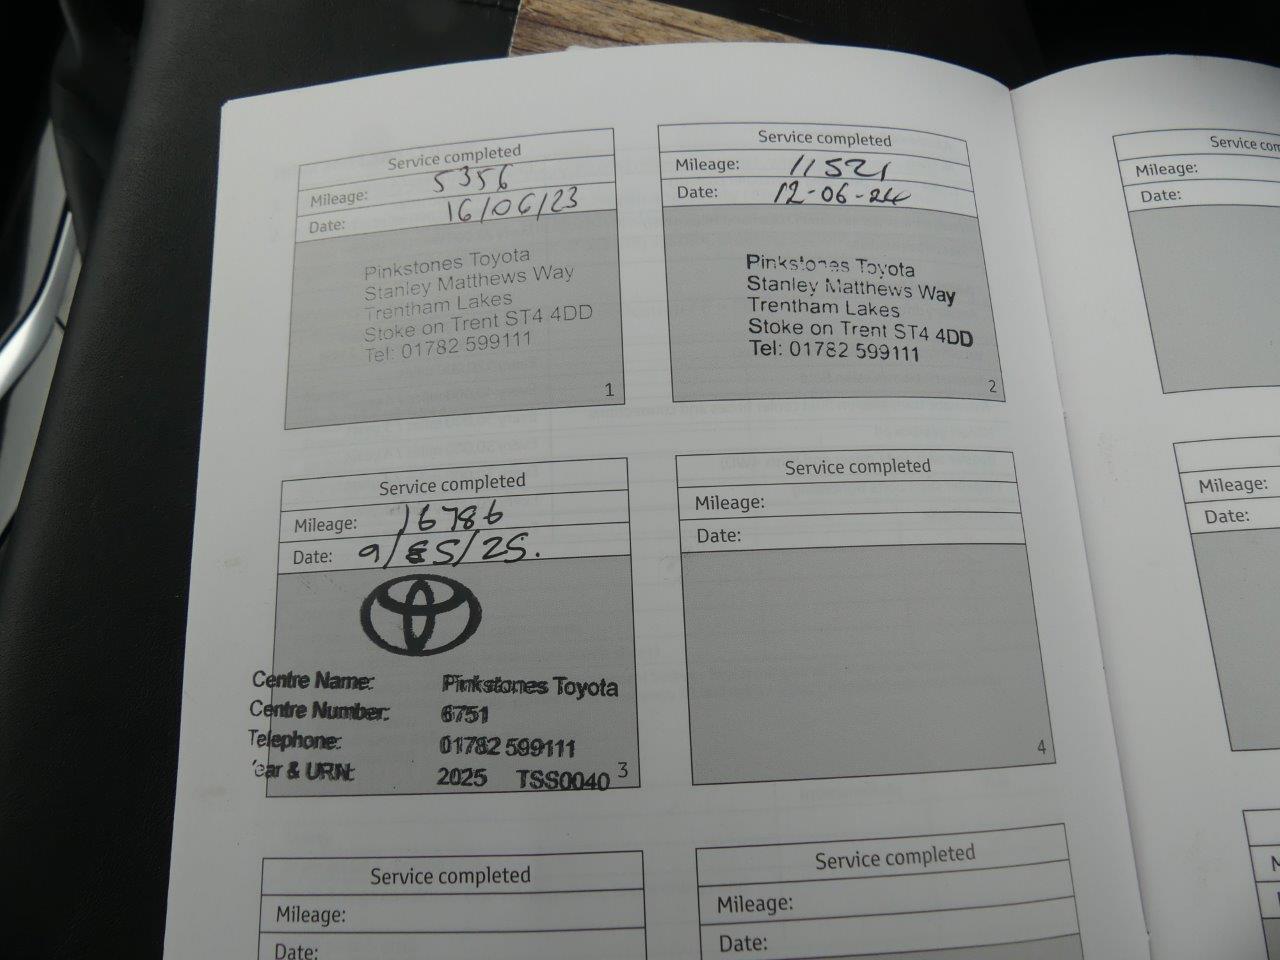 Service completed
Mileage: 5356
Date: 16/06/23
Pinkstones Toyota
Stanley Matthews Way
Trentham Lakes
Stoke on Trent ST4 4DD
Tel: 01782 599111
1
Service completed
Mileage: 11521
Date: 12-06-24
Pinkstones Toyota
Stanley Matthews Way
Trentham Lakes
Stoke on Trent ST4 4DD
Tel: 01782 599111
2
Service com
Mileage:
Date:
Service completed
Mileage: 16786
Date: 9/5/25.
Centre Name: Pinkstones Toyota
Centre Number: 6751
Telephone: 01782 599111
ear & URN: 2025 TSS0040
3
Service completed
Mileage:
Date:
4
Mileage:
Date:
Service completed
Mileage:
Date:
Service completed
Mileage:
Date: